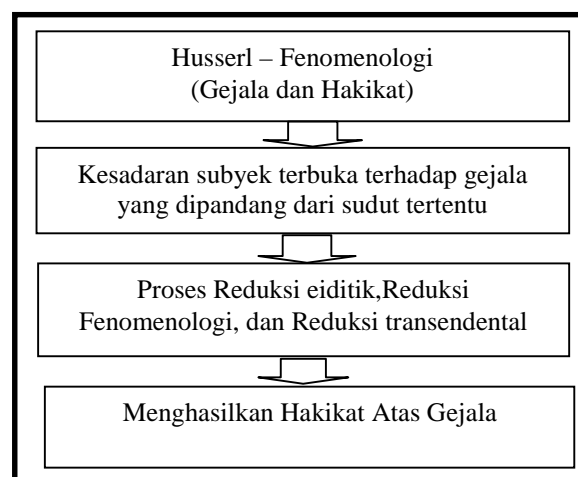 Husserl – Fenomenologi
(Gejala dan Hakikat)
Kesadaran subyek terbuka terhadap gejala
yang dipandang dari sudut tertentu
Proses Reduksi eiditik,Reduksi
Fenomenologi, dan Reduksi transendental
Menghasilkan Hakikat Atas Gejala